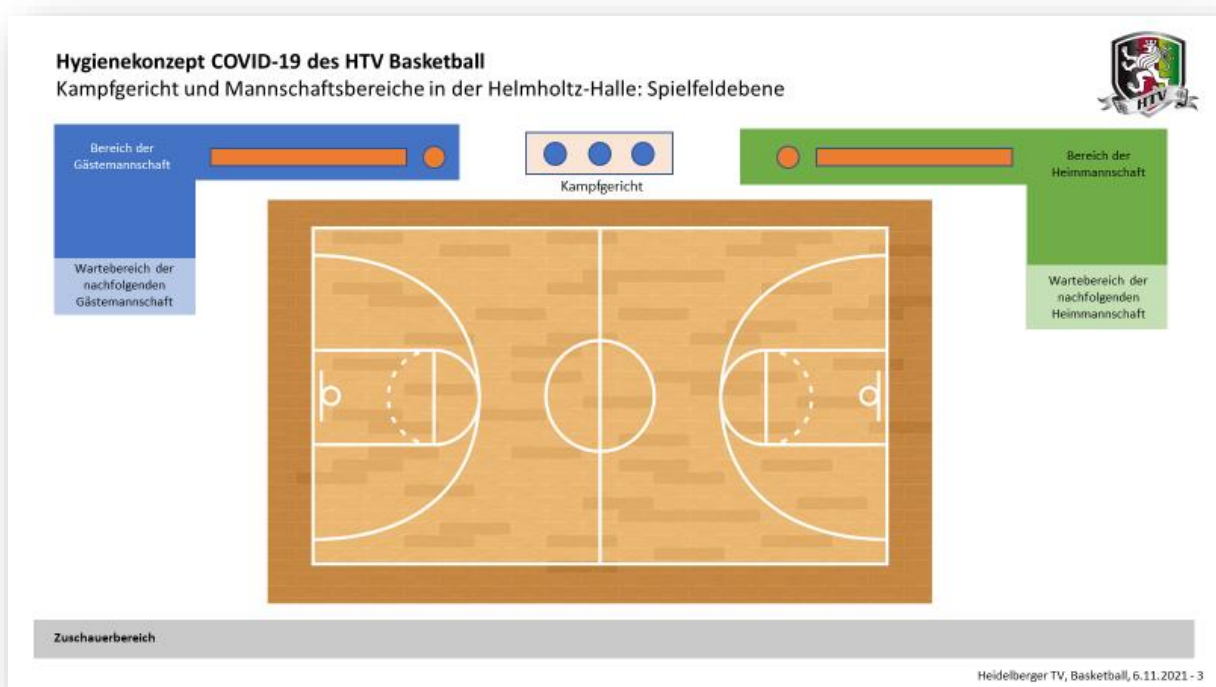 Hygienekonzept COVID-19 des HTV Basketball
Kampfgericht und Mannschaftsbereiche in der Helmholtz-Halle: Spielfeldebene
HTV
Bereich der
Gästemannschaft
Kampfgericht
Bereich der
Heimmannschaft
Wartebereich der
nachfolgenden
Gästemannschaft
Wartebereich der
nachfolgenden
Heimmannschaft
Zuschauerbereich
Heidelberger TV, Basketball, 6.11.2021 - 3